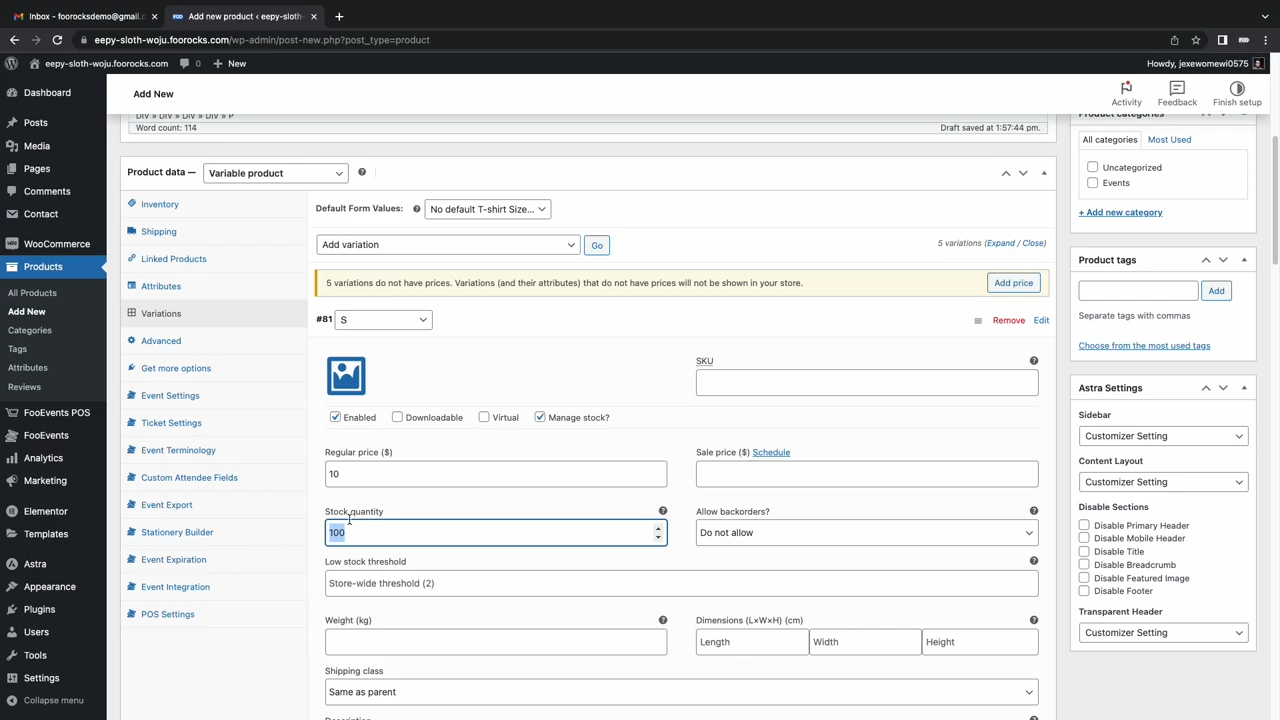 Inbox - foorocksdemo@gmail.c
Add new product ‹ eepy-sloth-
eepy-sloth-woju.foorocks.com/wp-admin/post-new.php?post_type=product
eepy-sloth-woju.foorocks.com 0 New Howdy, jexewomewi0575
Dashboard
Posts
Media
Pages
Comments
Contact
WooCommerce
Products
All Products
Add New
Categories
Tags
Attributes
Reviews
FooEvents POS
FooEvents
Analytics
Marketing
Elementor
Templates
Astra
Appearance
Plugins
Users
Tools
Settings
Collapse menu
Add New
Activity
Feedback
Finish setup
DIV » DIV » DIV » DIV » P
Word count: 114 Draft saved at 1:57:44 pm.
Product data — Variable product
Inventory
Shipping
Linked Products
Attributes
Variations
Advanced
Get more options
Event Settings
Ticket Settings
Event Terminology
Custom Attendee Fields
Event Export
Stationery Builder
Event Expiration
Event Integration
POS Settings
Default Form Values: No default T-shirt Size...
Add variation Go 5 variations (Expand / Close)
5 variations do not have prices. Variations (and their attributes) that do not have prices will not be shown in your store. Add price
#81 S Remove Edit
SKU
Enabled Downloadable Virtual Manage stock?
Regular price ($) Sale price ($) Schedule
10
Stock quantity Allow backorders?
100 Do not allow
Low stock threshold
Store-wide threshold (2)
Weight (kg) Dimensions (L×W×H) (cm)
Length Width Height
Shipping class
Same as parent
Description
Product categories
All categories Most Used
Uncategorized
Events
+ Add new category
Product tags
Add
Separate tags with commas
Choose from the most used tags
Astra Settings
Sidebar
Customizer Setting
Content Layout
Customizer Setting
Disable Sections
Disable Primary Header
Disable Mobile Header
Disable Title
Disable Breadcrumb
Disable Featured Image
Disable Footer
Transparent Header
Customizer Setting